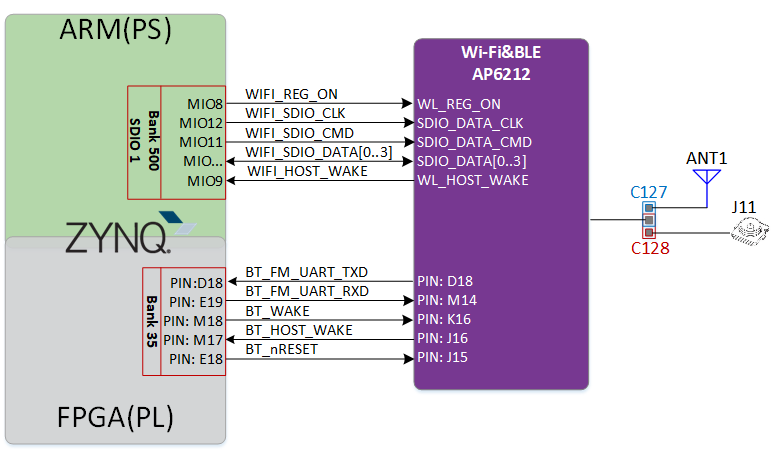 ARM(PS)
Bank 500
SDIO 1
MIO8
MIO12
MIO11
MIO...
MIO9
WIFI_REG_ON
WIFI_SDIO_CLK
WIFI_SDIO_CMD
WIFI_SDIO_DATA[0..3]
WIFI_HOST_WAKE
Wi-Fi&BLE
AP6212
WL_REG_ON
SDIO_DATA_CLK
SDIO_DATA_CMD
SDIO_DATA[0..3]
WL_HOST_WAKE
ANT1
C127
J11
C128
ZYNQ.
Bank 35
PIN:D18
PIN: E19
PIN: M18
PIN: M17
PIN: E18
BT_FM_UART_TXD
BT_FM_UART_RXD
BT_WAKE
BT_HOST_WAKE
BT_nRESET
PIN: D18
PIN: M14
PIN: K16
PIN: J16
PIN: J15
FPGA(PL)